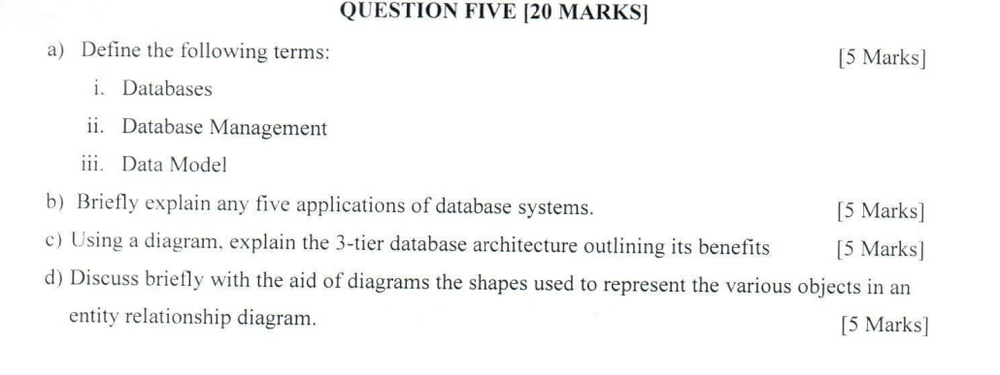 QUESTION FIVE [20 MARKS]
a) Define the following terms: [5 Marks]
i. Databases
ii. Database Management
iii. Data Model
b) Briefly explain any five applications of database systems. [5 Marks]
c) Using a diagram, explain the 3-tier database architecture outlining its benefits [5 Marks]
d) Discuss briefly with the aid of diagrams the shapes used to represent the various objects in an
entity relationship diagram. [5 Marks]